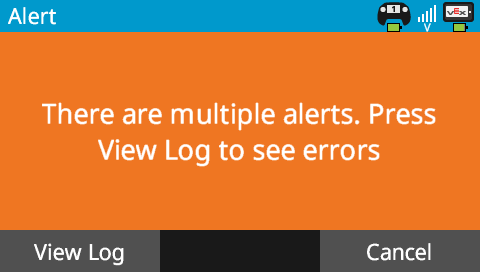 Alert
1
V
VEX
There are multiple alerts. Press
View Log to see errors
View Log
Cancel